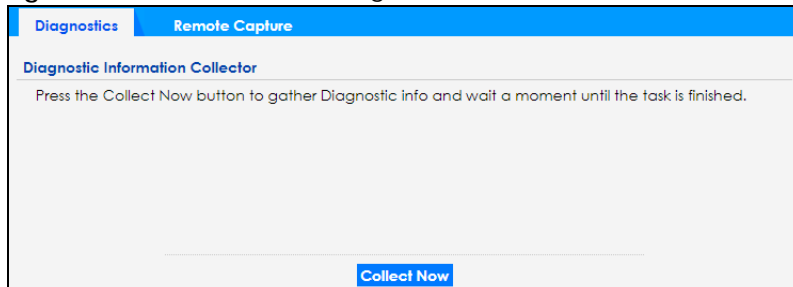 Diagnostics Remote Capture
Diagnostic Information Collector
Press the Collect Now button to gather Diagnostic info and wait a moment until the task is finished.
Collect Now